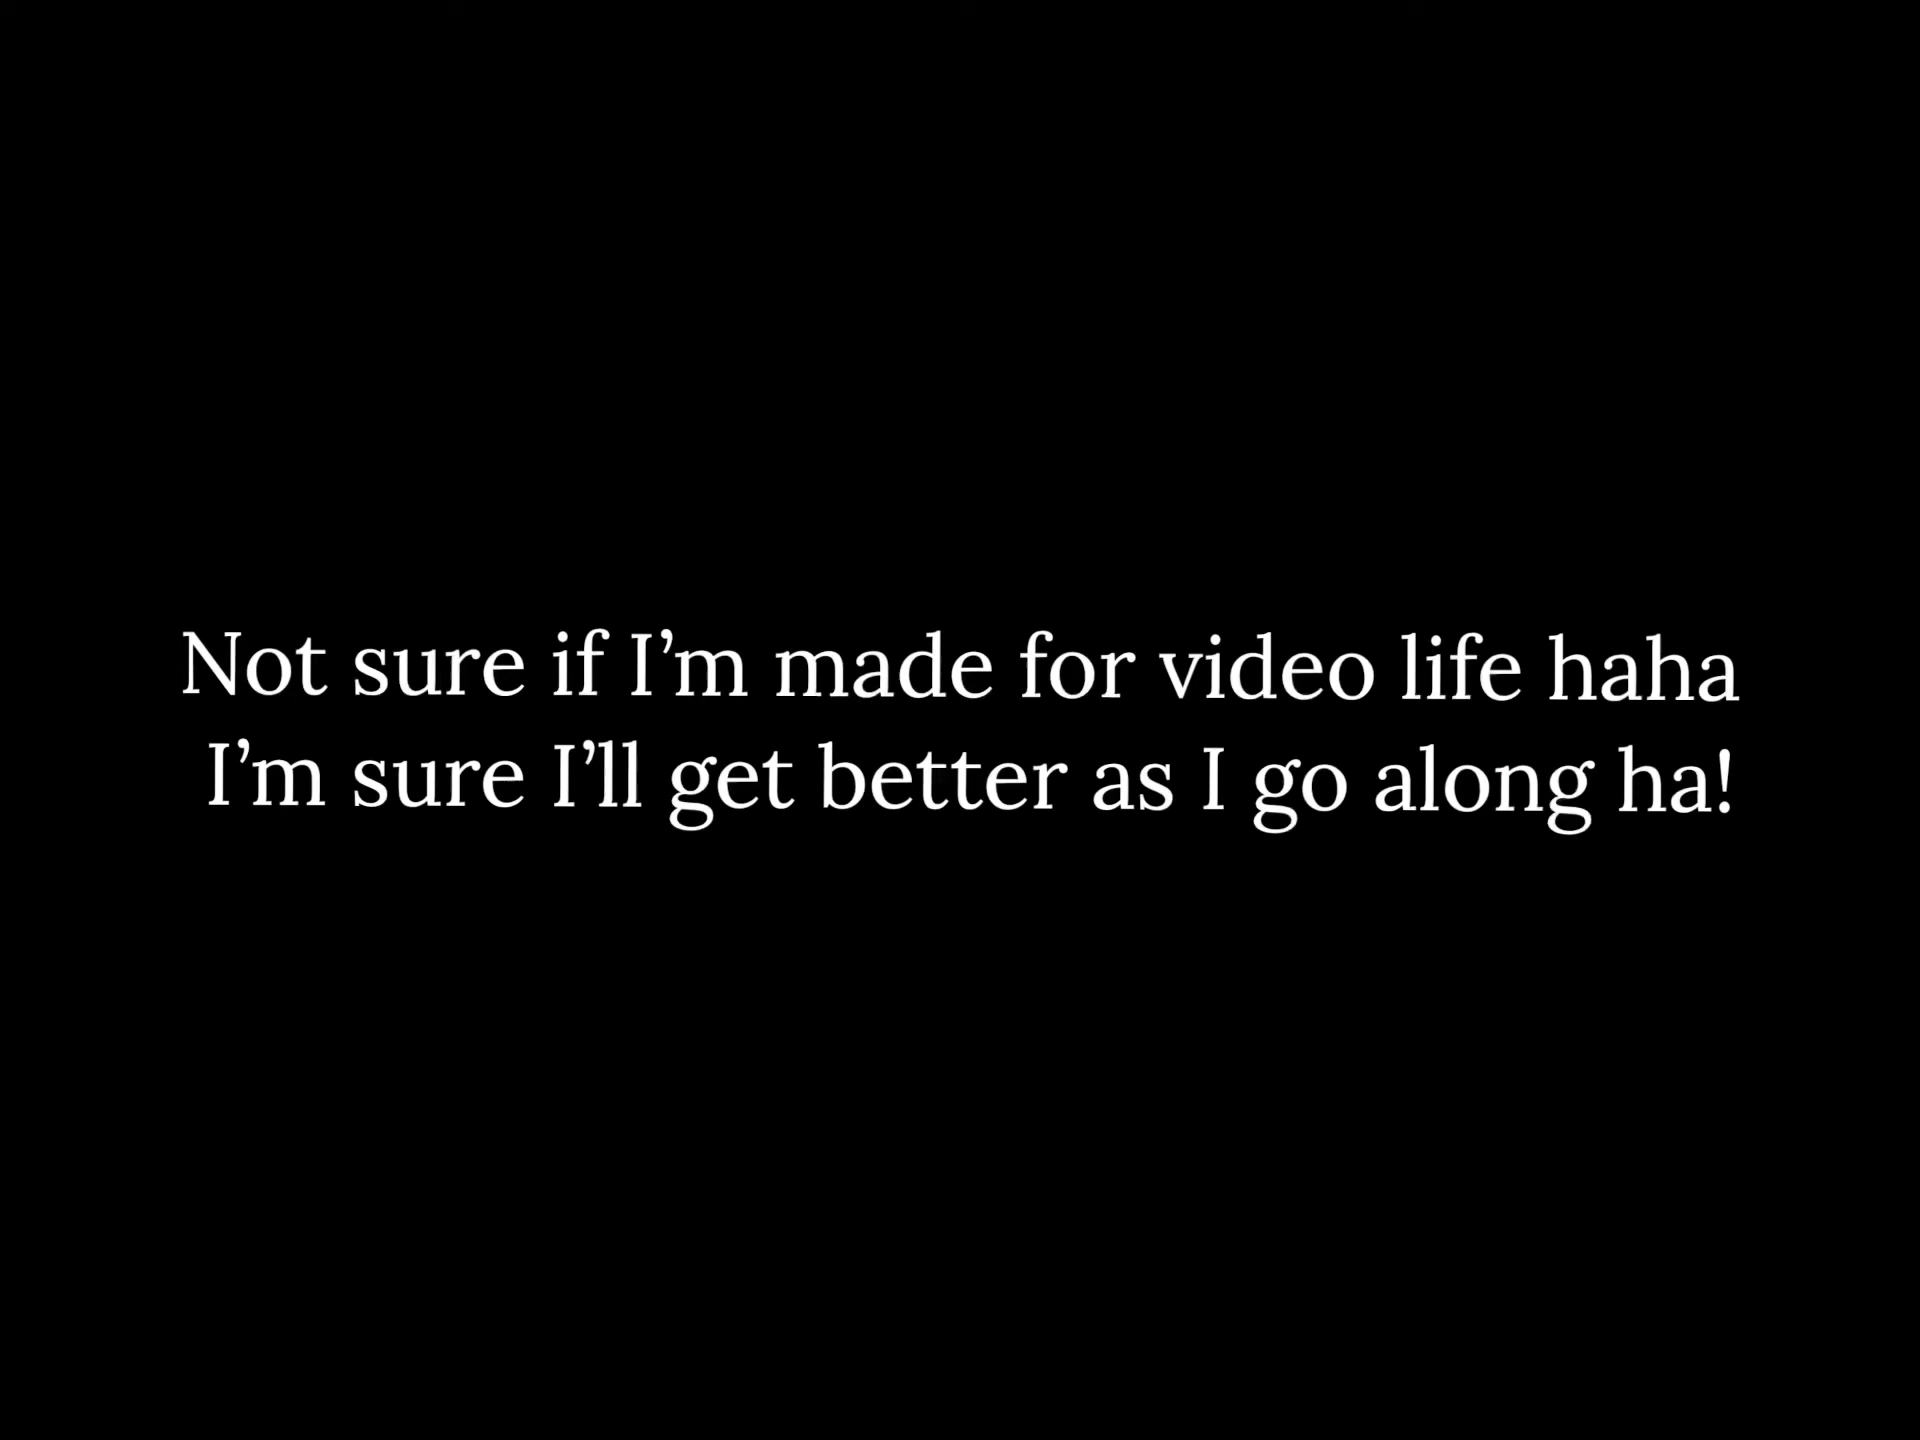 Not sure if I’m made for video life haha
I’m sure I’ll get better as I go along ha!